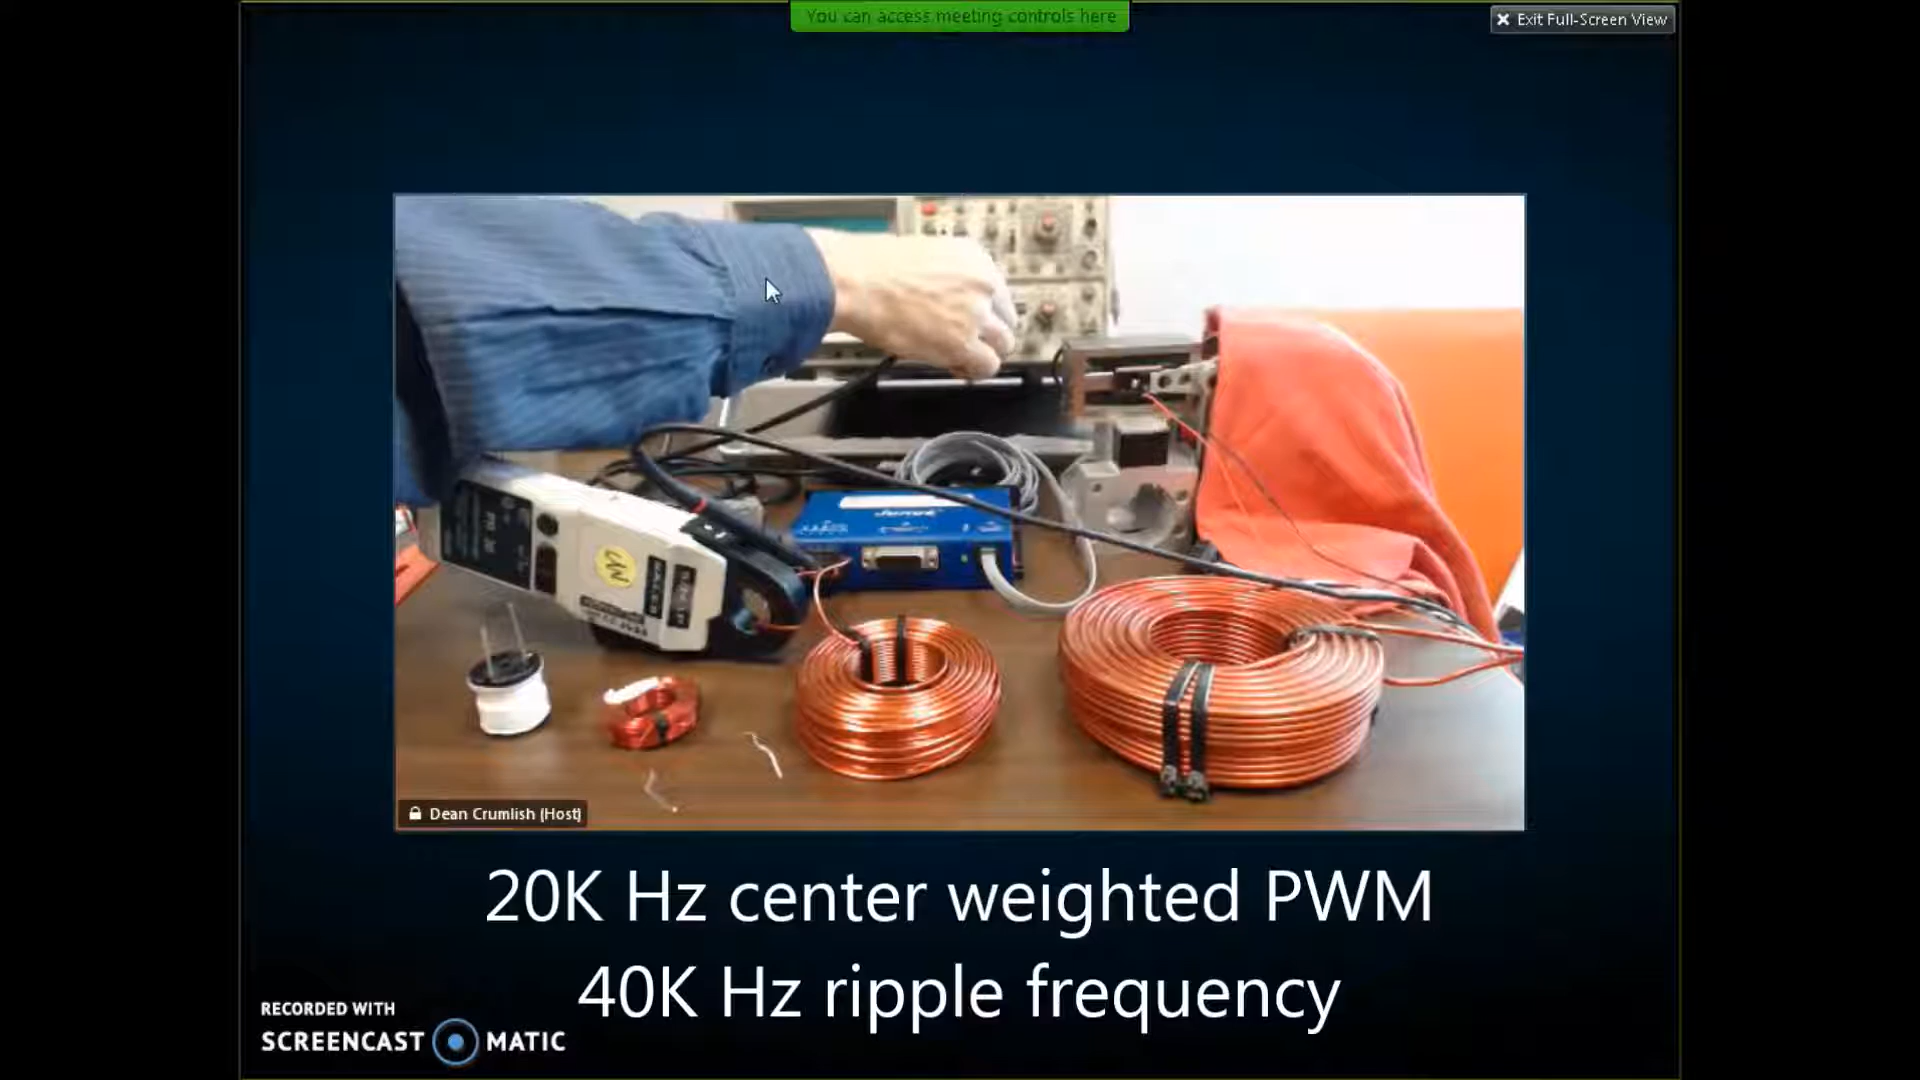 You can access meeting controls here
Exit Full-Screen View
Dean Crumlish (Host)
20K Hz center weighted PWM
40K Hz ripple frequency
RECORDED WITH
SCREENCAST MATIC